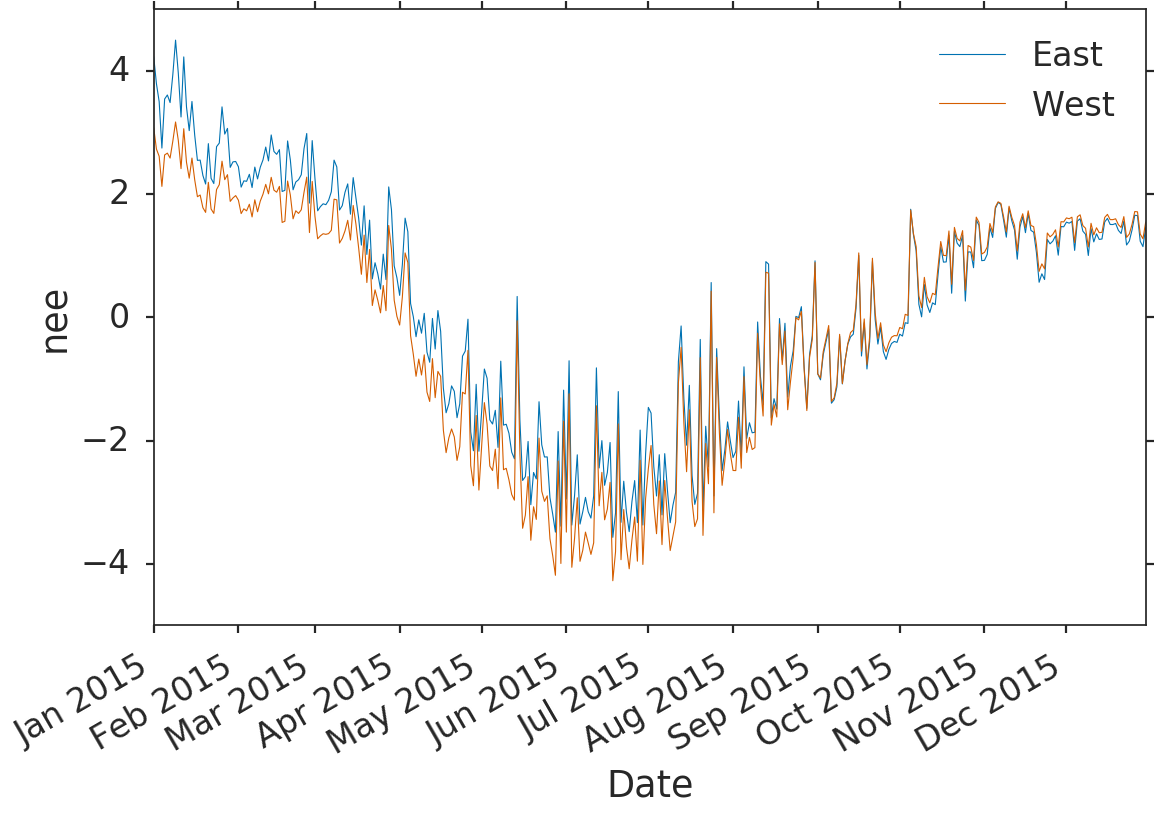 4
2
0
−2
−4
nee
East
West
Jan 2015
Feb 2015
Mar 2015
Apr 2015
May 2015
Jun 2015
Jul 2015
Aug 2015
Sep 2015
Oct 2015
Nov 2015
Dec 2015
Date